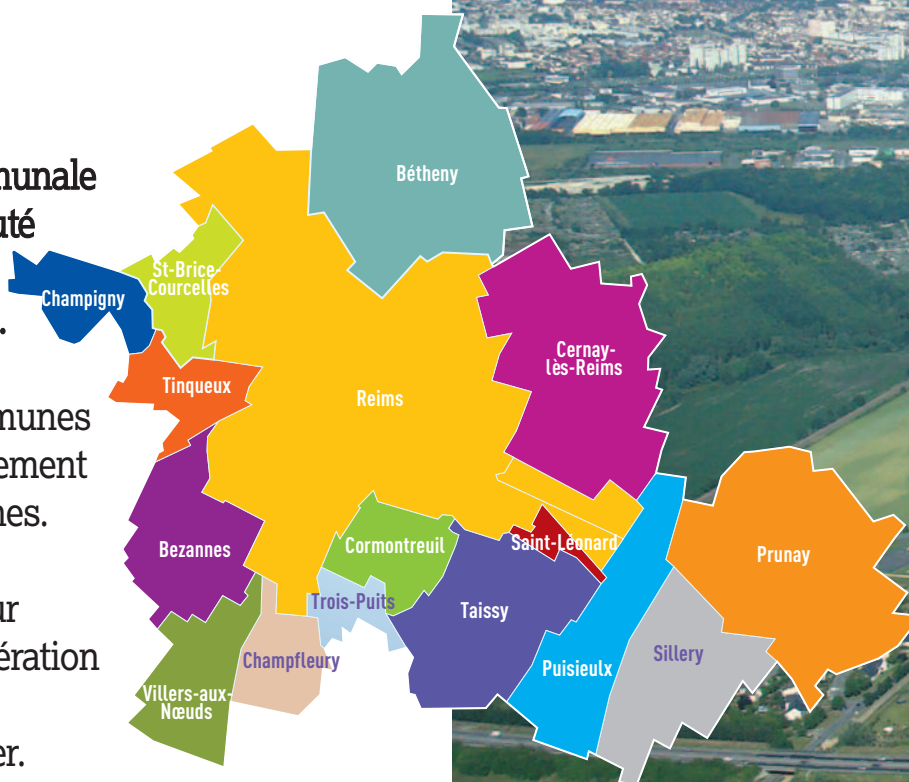 munale
uté
.
munes
ement
nes.
ur
ération
er.
Bétheny
St-Brice-
Courcelles
Champigny
Tinqueux
Cernay-
lès-Reims
Reims
Bezannes
Cormontreuil
Saint-Léonard
Prunay
Trois-Puits
Taissy
Champfleury
Puisieulx
Sillery
Villers-aux-
Nœuds